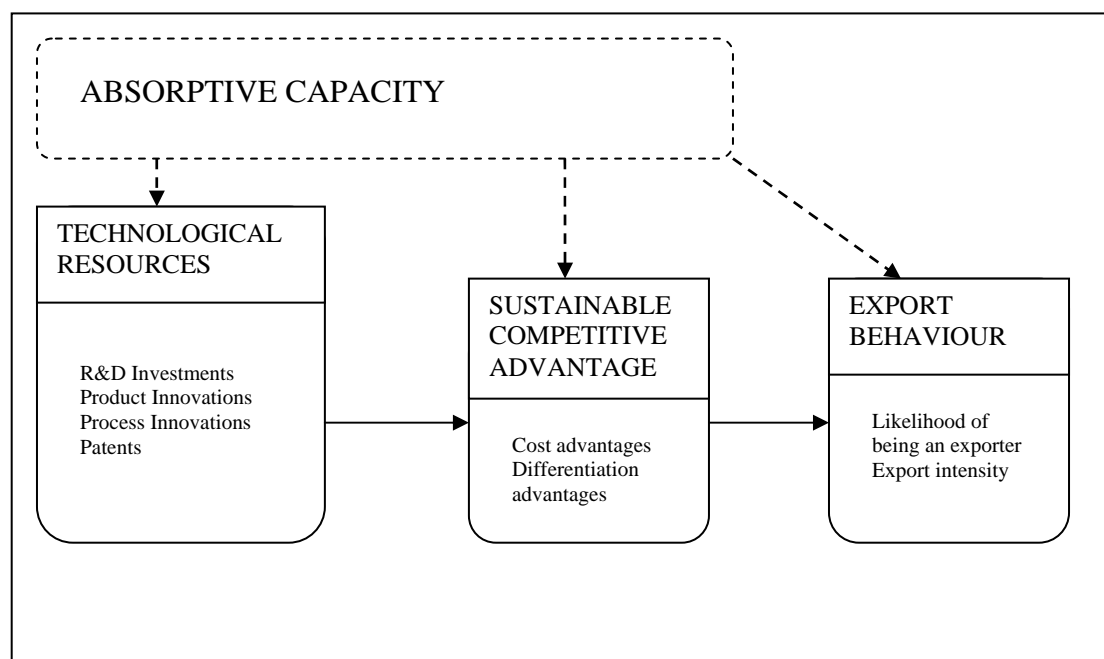 ABSORPTIVE CAPACITY
TECHNOLOGICAL
RESOURCES
R&D Investments
Product Innovations
Process Innovations
Patents
SUSTAINABLE
COMPETITIVE
ADVANTAGE
Cost advantages
Differentiation
advantages
EXPORT
BEHAVIOUR
Likelihood of
being an exporter
Export intensity